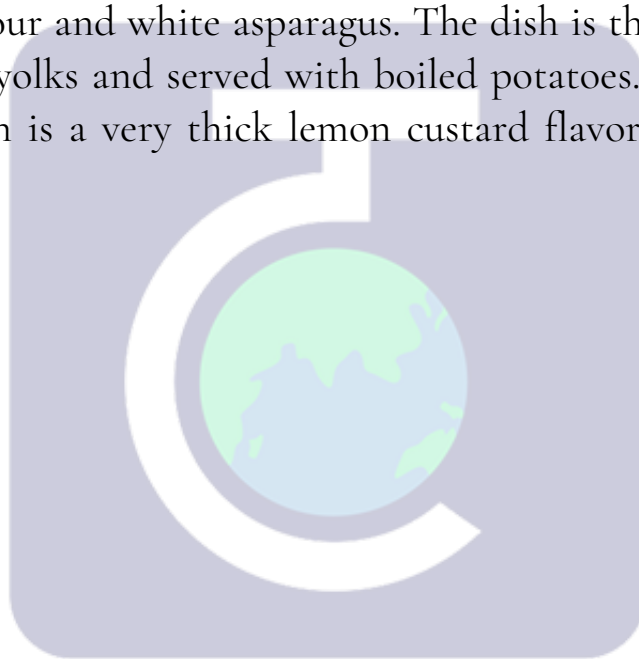 our and white asparagus. The dish is th
yolks and served with boiled potatoes.
n is a very thick lemon custard flavor